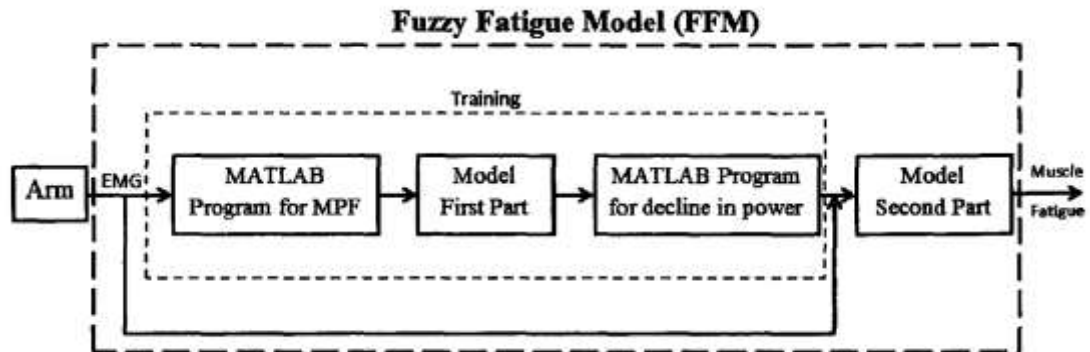 Fuzzy Fatigue Model (FFM)
Training
Arm
EMG
MATLAB
Program for MPF
Model
First Part
MATLAB Program
for decline in power
Model
Second Part
Muscle
Fatigue